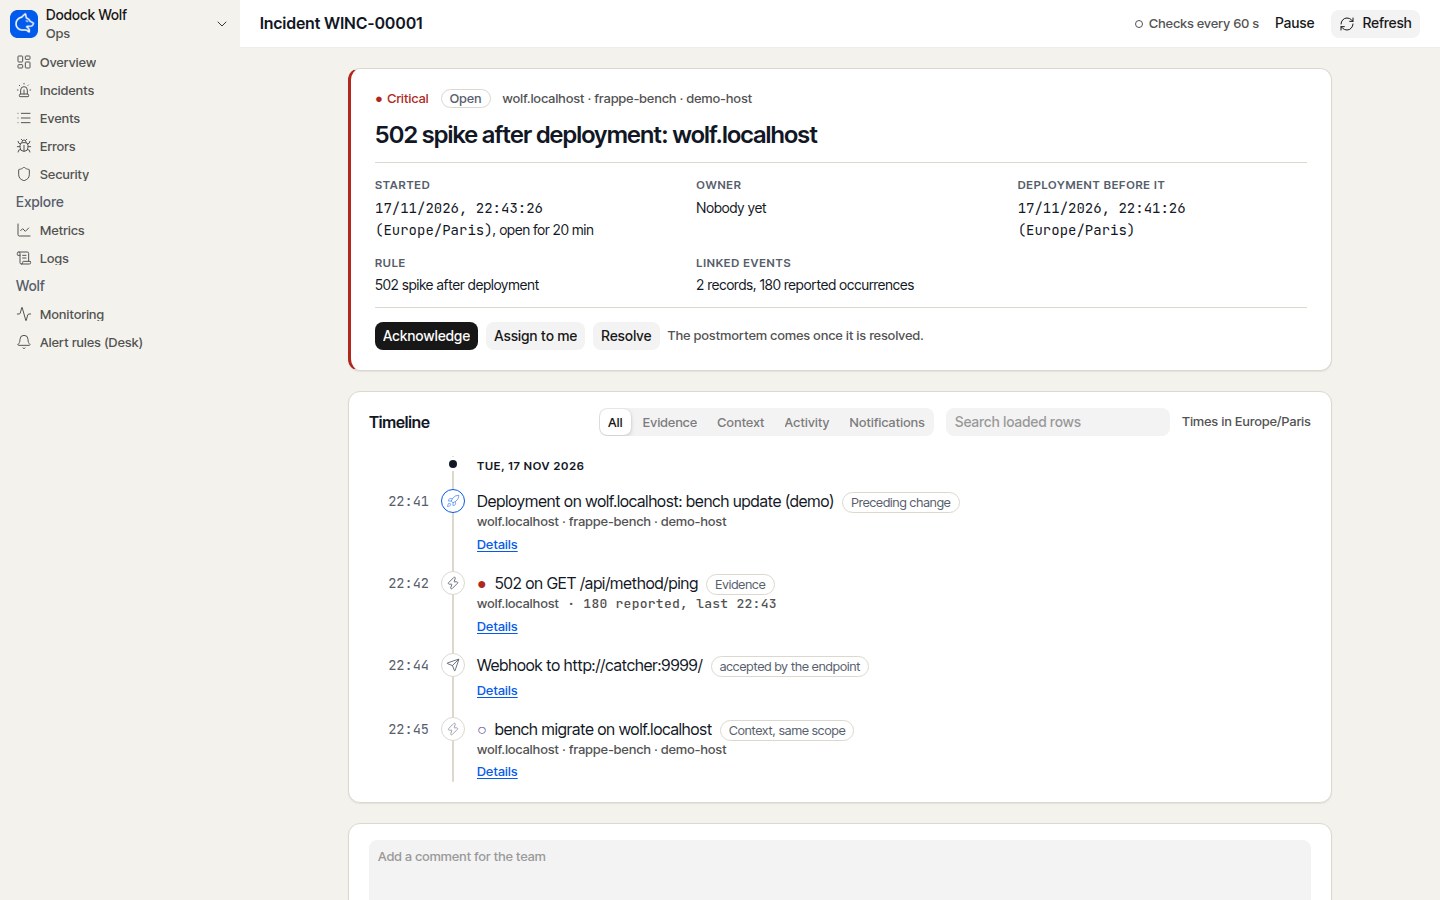 Dodock Wolf
Ops
Overview
Incidents
Events
Errors
Security
Explore
Metrics
Logs
Wolf
Monitoring
Alert rules (Desk)
Incident WINC-00001
Checks every 60 s
Pause
Refresh
Critical
Open
wolf.localhost · frappe-bench · demo-host
502 spike after deployment: wolf.localhost
STARTED
17/11/2026, 22:43:26
(Europe/Paris), open for 20 min
OWNER
Nobody yet
DEPLOYMENT BEFORE IT
17/11/2026, 22:41:26
(Europe/Paris)
RULE
502 spike after deployment
LINKED EVENTS
2 records, 180 reported occurrences
Acknowledge
Assign to me
Resolve
The postmortem comes once it is resolved.
Timeline
All
Evidence
Context
Activity
Notifications
Search loaded rows
Times in Europe/Paris
TUE, 17 NOV 2026
22:41
Deployment on wolf.localhost: bench update (demo)
Preceding change
wolf.localhost · frappe-bench · demo-host
Details
22:42
502 on GET /api/method/ping
Evidence
wolf.localhost · 180 reported, last 22:43
Details
22:44
Webhook to http://catcher:9999/
accepted by the endpoint
Details
22:45
bench migrate on wolf.localhost
Context, same scope
wolf.localhost · frappe-bench · demo-host
Details
Add a comment for the team